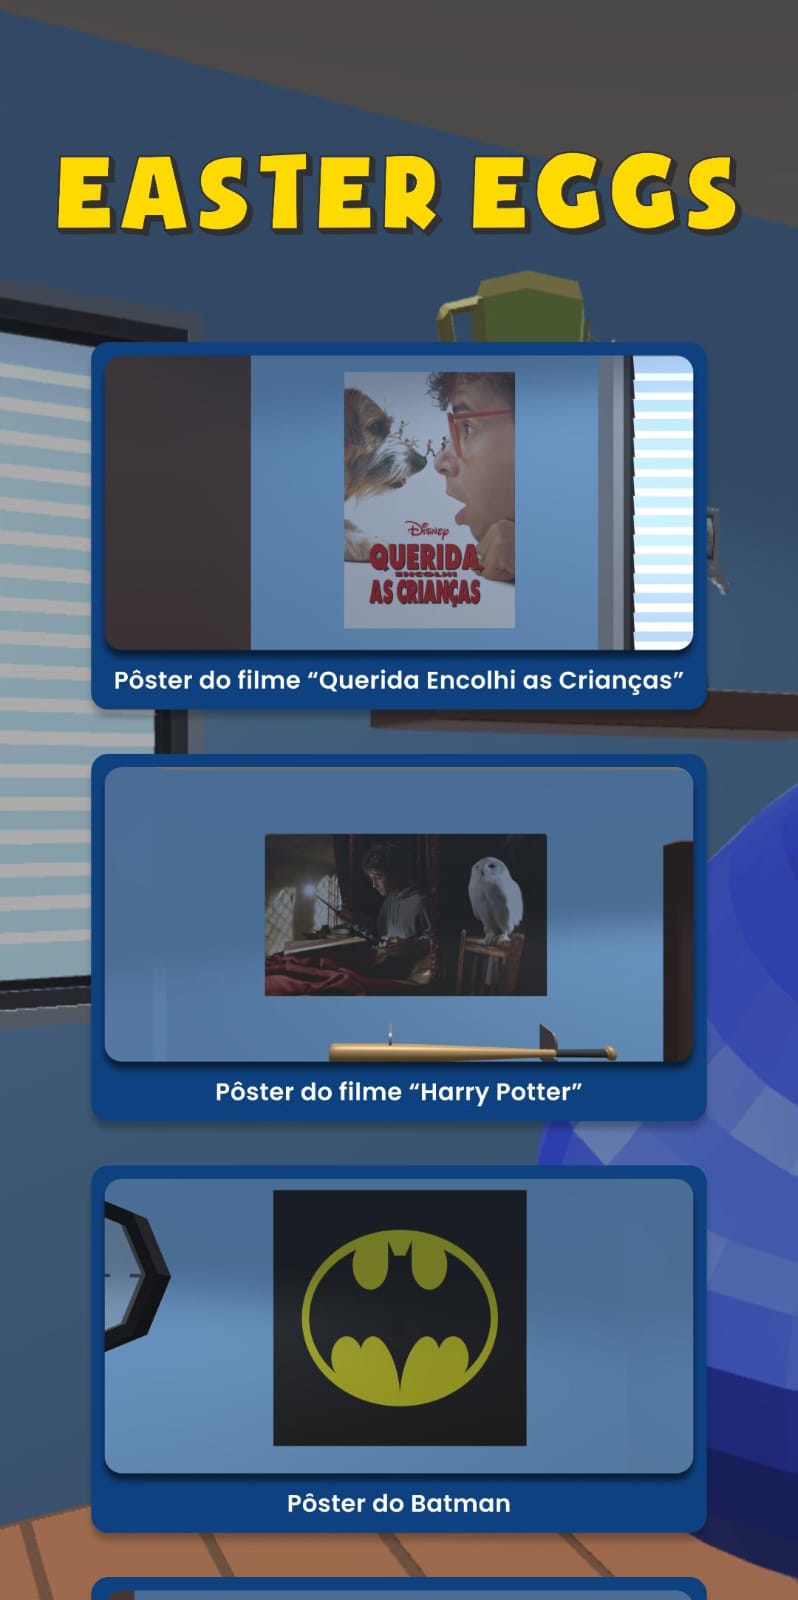 EASTER EGGS
Disney
QUERIDA
ENCOLHI
AS CRIANÇAS
Pôster do filme “Querida Encolhi as Crianças”
Pôster do filme “Harry Potter”
Pôster do Batman